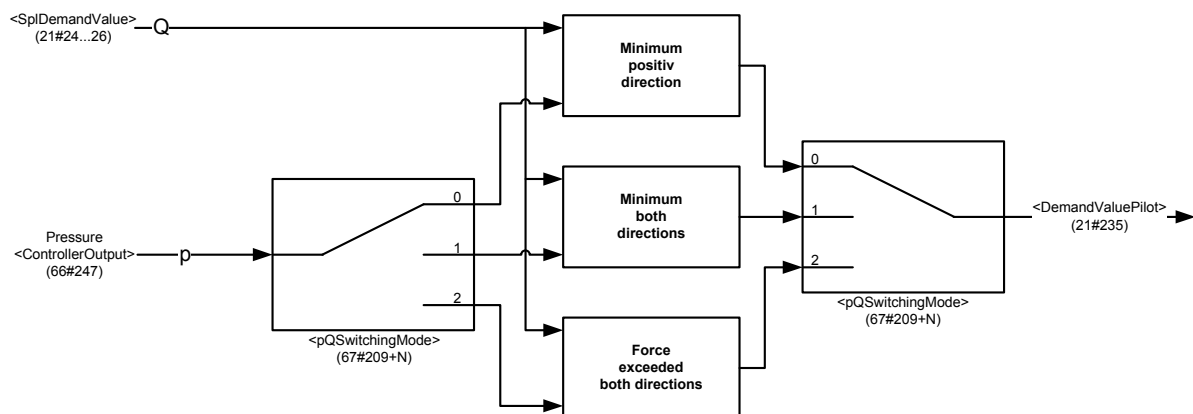 <SplDemandValue>
(21#24...26)
Q
Minimum
positiv
direction
Pressure
<ControllerOutput>
(66#247)
p
0
1
2
<pQSwitchingMode>
(67#209+N)
Minimum
both
directions
Force
exceeded
both directions
0
1
2
<pQSwitchingMode>
(67#209+N)
<DemandValuePilot>
(21#235)